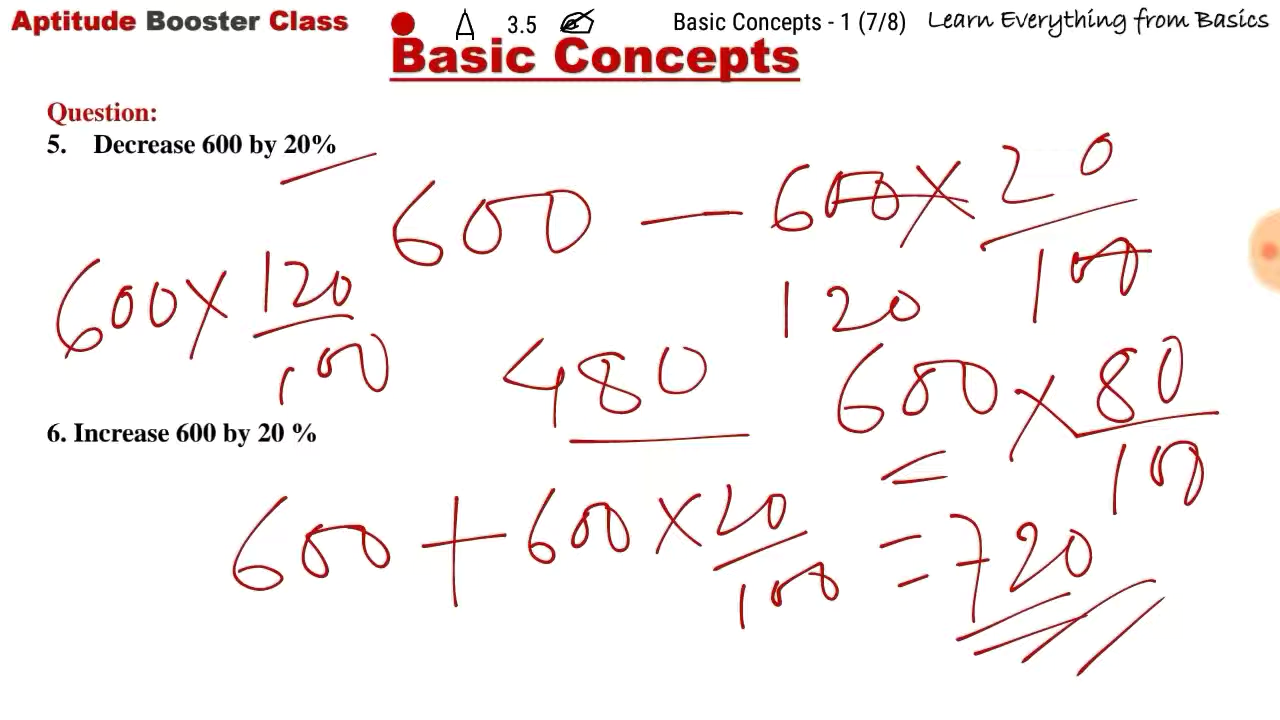 Aptitude Booster Class 3.5 Basic Concepts - 1 (7/8) Learn Everything from Basics
Basic Concepts
Question:
5. Decrease 600 by 20%
600 — 600 × 20/100
120
600 × 120/100
480
600 × 80/100
=
6. Increase 600 by 20 %
600 + 600 × 20/100 = 720